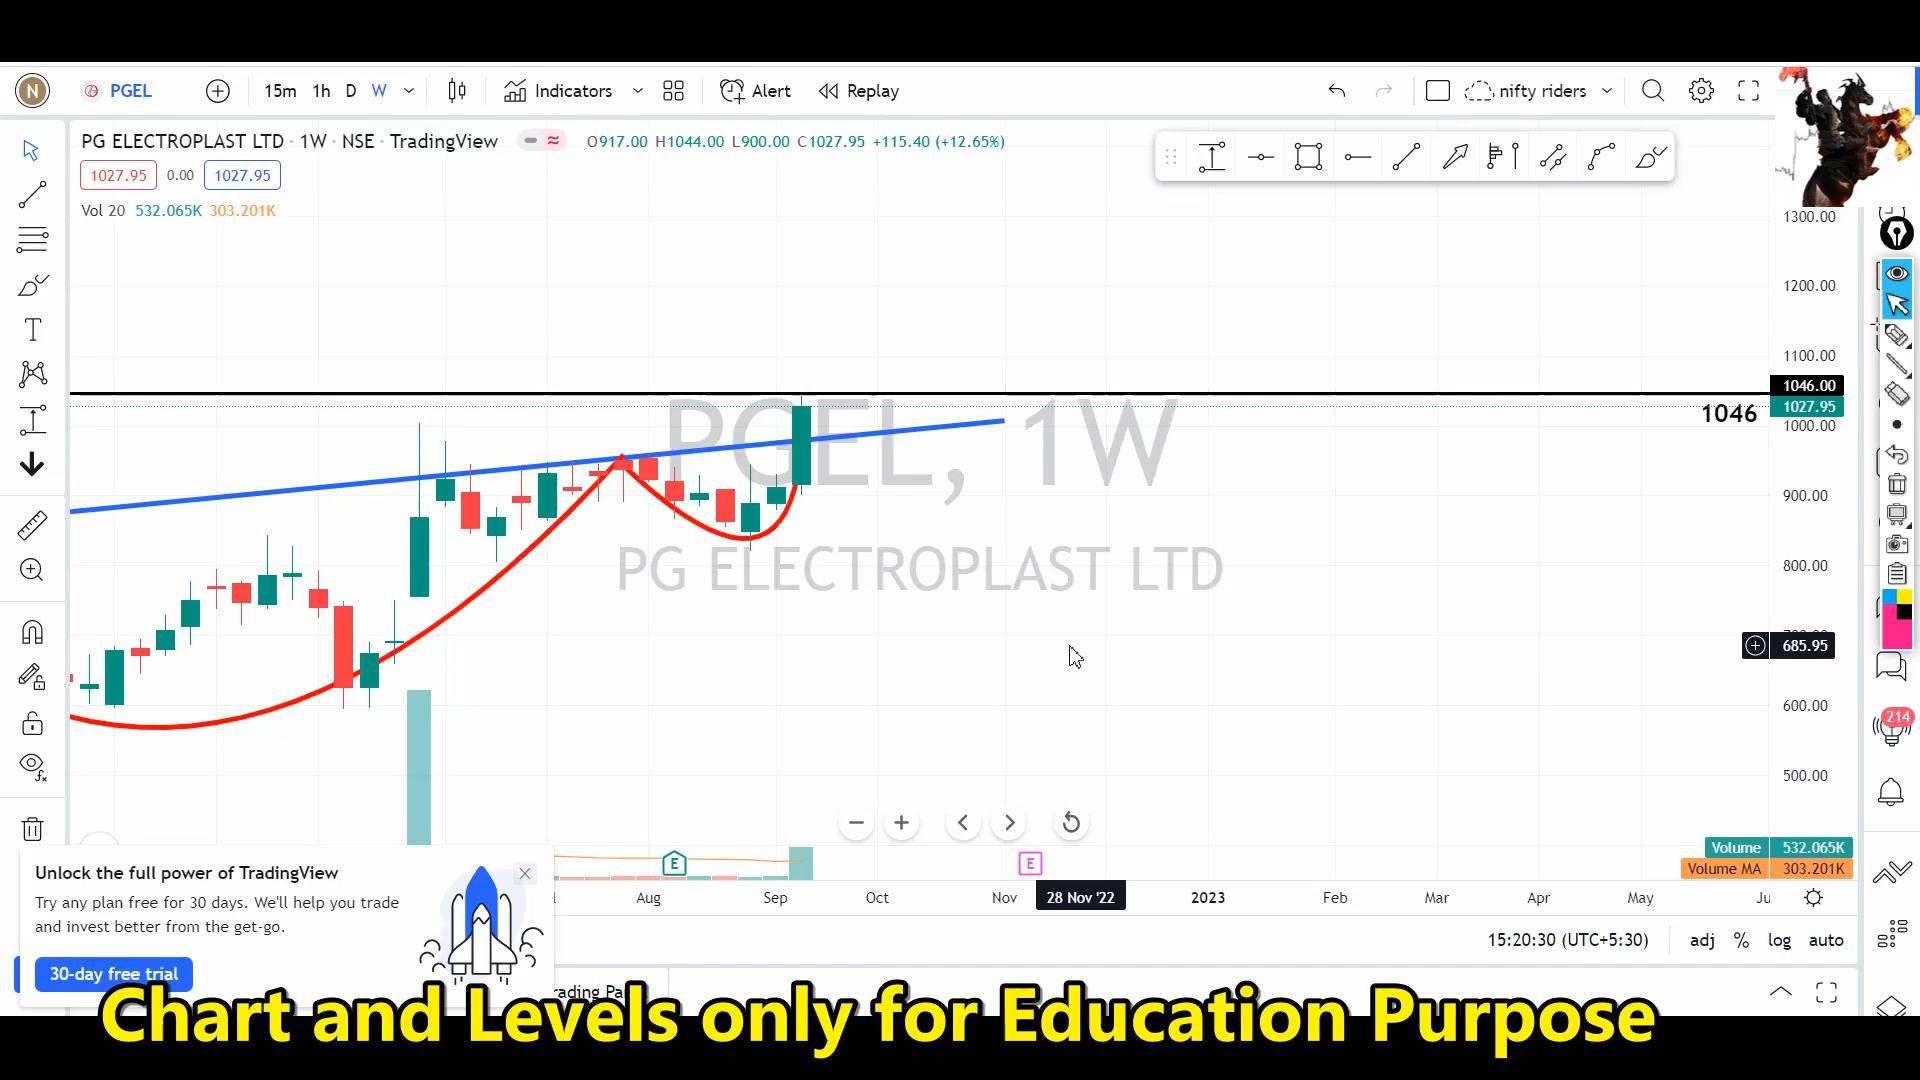 N PGEL 15m 1h D W Indicators Alert Replay nifty riders
PG ELECTROPLAST LTD · 1W · NSE · TradingView O917.00 H1044.00 L900.00 C1027.95 +115.40 (+12.65%)
1027.95 0.00 1027.95
Vol 20 532.065K 303.201K
1300.00
1200.00
1100.00
1046.00
1027.95
1046
1000.00
PGEL, 1W
900.00
PG ELECTROPLAST LTD
800.00
685.95
600.00
214
500.00
Volume 532.065K
Volume MA 303.201K
E
E
Aug Sep Oct Nov 28 Nov '22 2023 Feb Mar Apr May Ju
Unlock the full power of TradingView
Try any plan free for 30 days. We'll help you trade
and invest better from the get-go.
30-day free trial
15:20:30 (UTC+5:30) adj % log auto
Chart and Levels only for Education Purpose